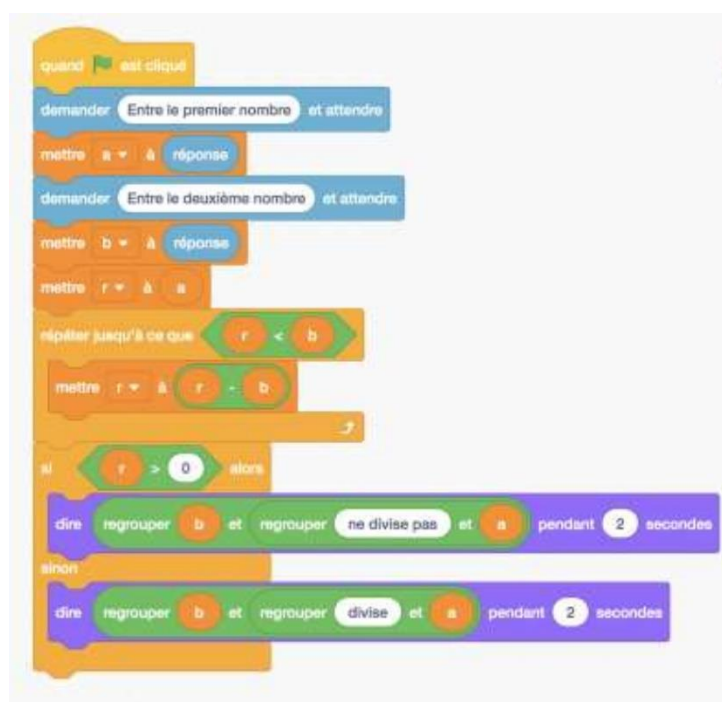 quand est cliqué
demander Entre le premier nombre et attendre
mettre a à réponse
demander Entre le deuxième nombre et attendre
mettre b à réponse
mettre r à a
répéter jusqu'à ce que r < b
mettre r à r - b
si r > 0 alors
dire regrouper b et regrouper ne divise pas et a pendant 2 secondes
sinon
dire regrouper b et regrouper divise et a pendant 2 secondes